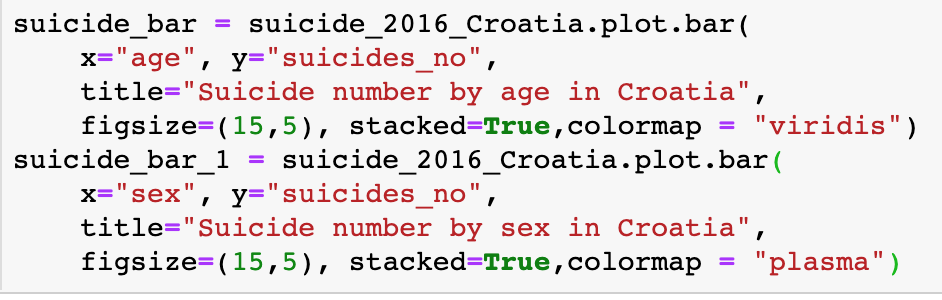 suicide_bar = suicide_2016_Croatia.plot.bar(
    x="age", y="suicides_no",
    title="Suicide number by age in Croatia",
    figsize=(15,5), stacked=True,colormap = "viridis")
suicide_bar_1 = suicide_2016_Croatia.plot.bar(
    x="sex", y="suicides_no",
    title="Suicide number by sex in Croatia",
    figsize=(15,5), stacked=True,colormap = "plasma")